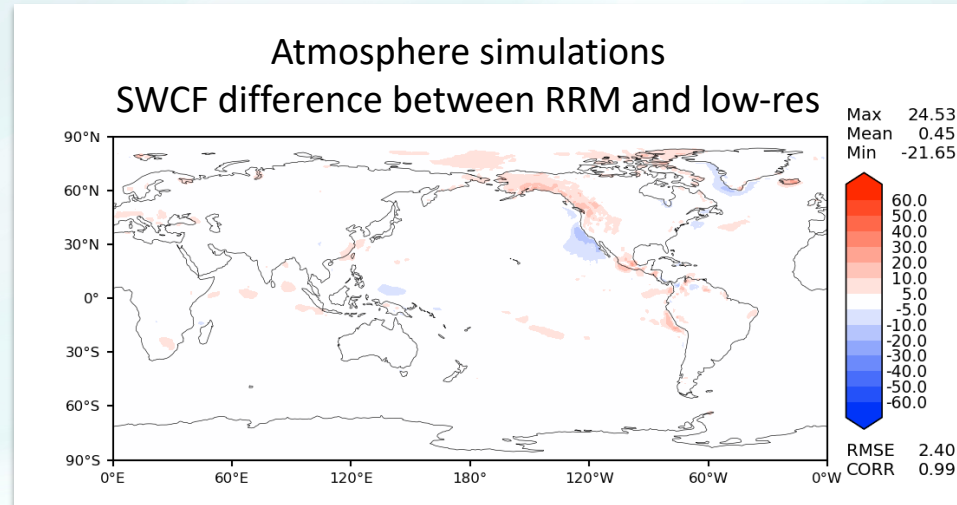 Atmosphere simulations
SWCF difference between RRM and low-res
Max 24.53
Mean 0.45
Min -21.65
90°N
60°N
30°N
0°
30°S
60°S
90°S
0°E 60°E 120°E 180° 120°W 60°W 0°W
60.0
50.0
40.0
30.0
20.0
10.0
5.0
-5.0
-10.0
-20.0
-30.0
-40.0
-50.0
-60.0
RMSE 2.40
CORR 0.99